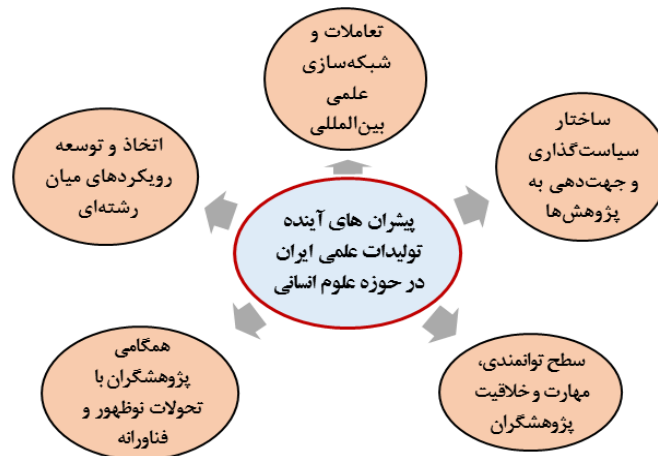 تعاملات و
شبکه‌سازی
علمی
بین‌المللی
ساختار
سیاست‌گذاری
و جهت‌دهی به
پژوهش‌ها
اتخاذ و توسعه
رویکردهای میان
رشته‌ای
پیشران های آینده
تولیدات علمی ایران
در حوزه علوم انسانی
همگامی
پژوهشگران با
تحولات نوظهور و
فناورانه
سطح توانمندی،
مهارت و خلاقیت
پژوهشگران